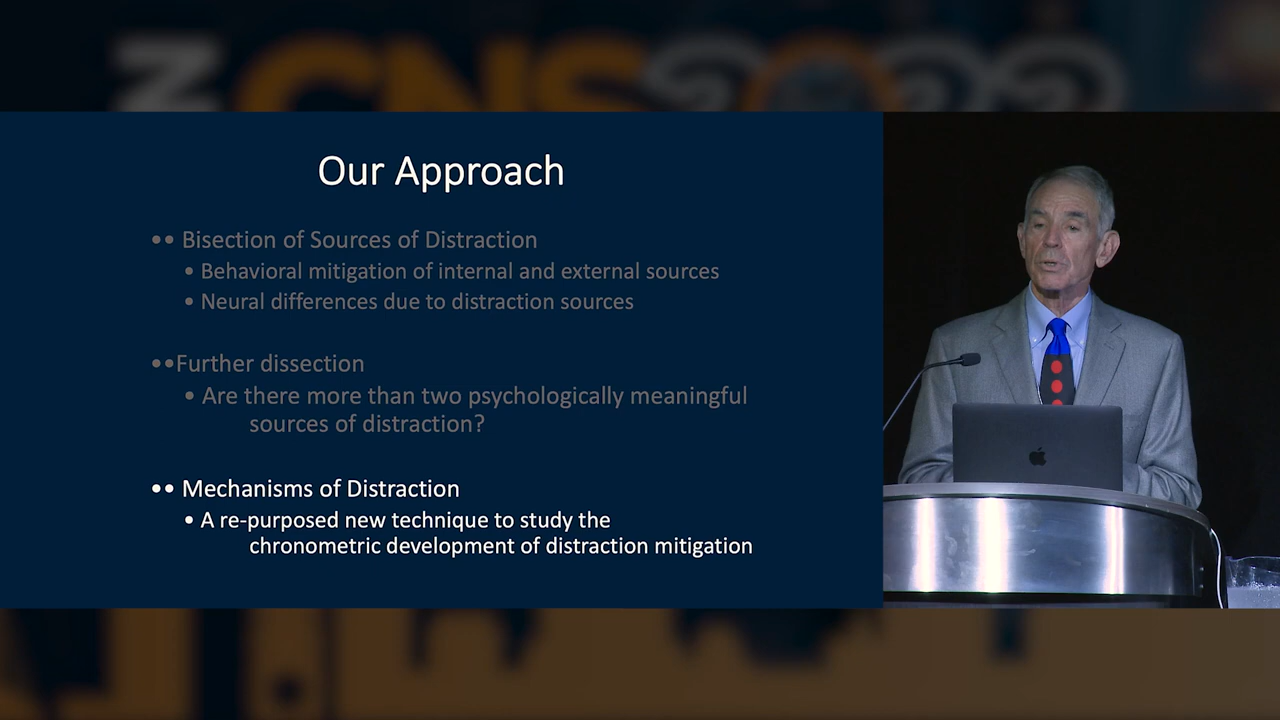 CNS 2022
Our Approach
•• Bisection of Sources of Distraction
• Behavioral mitigation of internal and external sources
• Neural differences due to distraction sources
••Further dissection
• Are there more than two psychologically meaningful
sources of distraction?
•• Mechanisms of Distraction
• A re-purposed new technique to study the
chronometric development of distraction mitigation